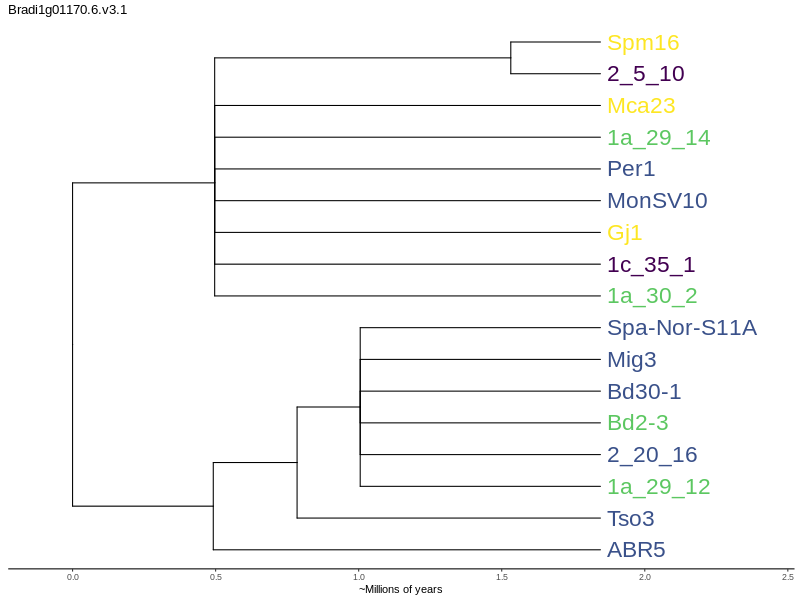 Bradi1g01170.6.v3.1
Spm16
2_5_10
Mca23
1a_29_14
Per1
MonSV10
Gj1
1c_35_1
1a_30_2
Spa-Nor-S11A
Mig3
Bd30-1
Bd2-3
2_20_16
1a_29_12
Tso3
ABR5
0.0 0.5 1.0 1.5 2.0 2.5
~Millions of years